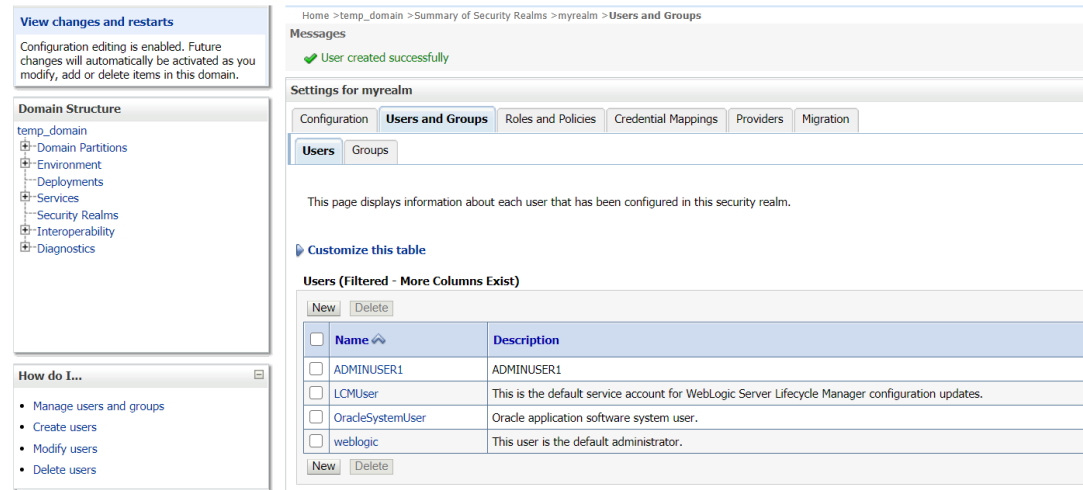 View changes and restarts
Configuration editing is enabled. Future
changes will automatically be activated as you
modify, add or delete items in this domain.
Domain Structure
temp_domain
Domain Partitions
Environment
Deployments
Services
Security Realms
Interoperability
Diagnostics
How do I...
Manage users and groups
Create users
Modify users
Delete users
Home >temp_domain >Summary of Security Realms >myrealm >Users and Groups
Messages
User created successfully
Settings for myrealm
Configuration Users and Groups Roles and Policies Credential Mappings Providers Migration
Users Groups
This page displays information about each user that has been configured in this security realm.
Customize this table
Users (Filtered - More Columns Exist)
New Delete
Name Description
ADMINUSER1 ADMINUSER1
LCMUser This is the default service account for WebLogic Server Lifecycle Manager configuration updates.
OracleSystemUser Oracle application software system user.
weblogic This user is the default administrator.
New Delete